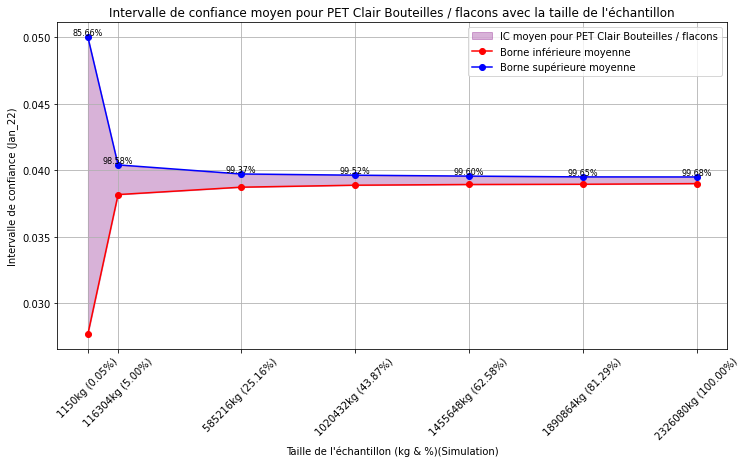 Intervalle de confiance moyen pour PET Clair Bouteilles / flacons avec la taille de l'échantillon
IC moyen pour PET Clair Bouteilles / flacons
Borne inférieure moyenne
Borne supérieure moyenne
Intervalle de confiance (Jan_22)
0.050
0.045
0.040
0.035
0.030
85.66%
98.58%
99.37%
99.52%
99.60%
99.65%
99.68%
1150kg (0.05%)
116304kg (5.00%)
585216kg (25.16%)
1020432kg (43.87%)
1455648kg (62.58%)
1890864kg (81.29%)
2326080kg (100.00%)
Taille de l'échantillon (kg & %)(Simulation)